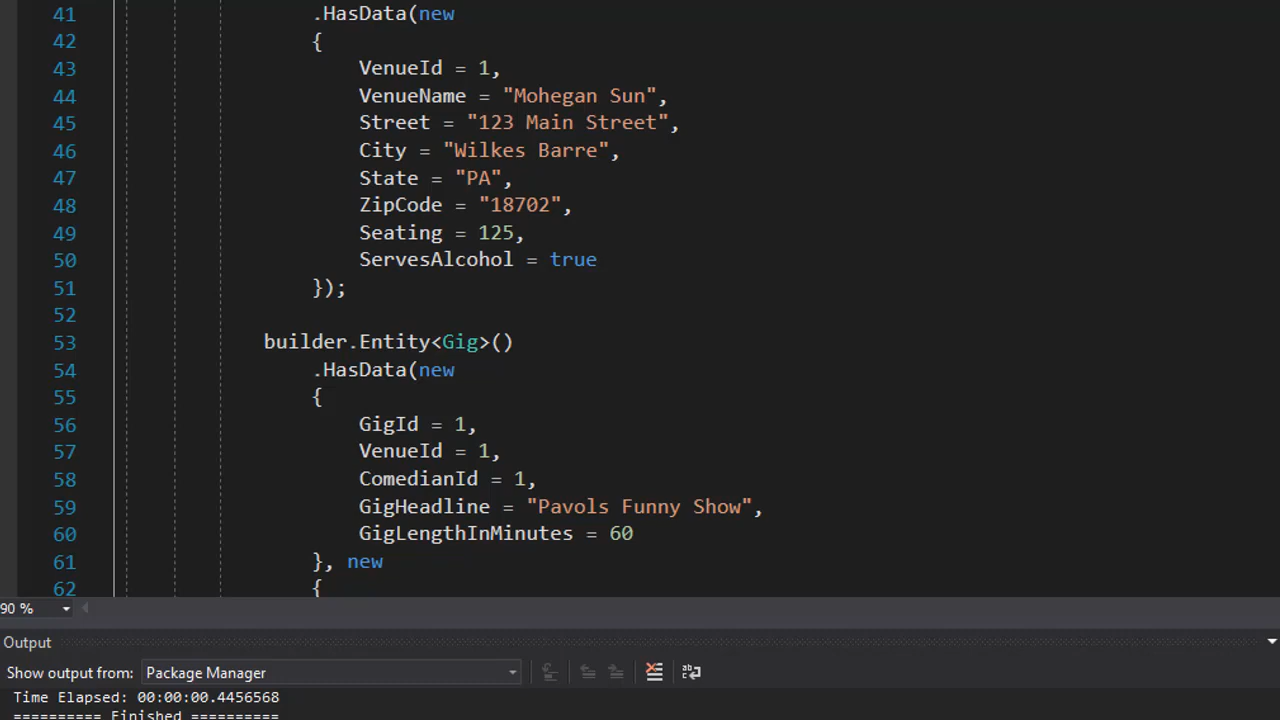 41 .HasData(new
42 {
43 VenueId = 1,
44 VenueName = "Mohegan Sun",
45 Street = "123 Main Street",
46 City = "Wilkes Barre",
47 State = "PA",
48 ZipCode = "18702",
49 Seating = 125,
50 ServesAlcohol = true
51 });
52
53 builder.Entity<Gig>()
54 .HasData(new
55 {
56 GigId = 1,
57 VenueId = 1,
58 ComedianId = 1,
59 GigHeadline = "Pavols Funny Show",
60 GigLengthInMinutes = 60
61 }, new
62 {
90 %
Output
Show output from: Package Manager
Time Elapsed: 00:00:00.4456568
========== Finished ==========